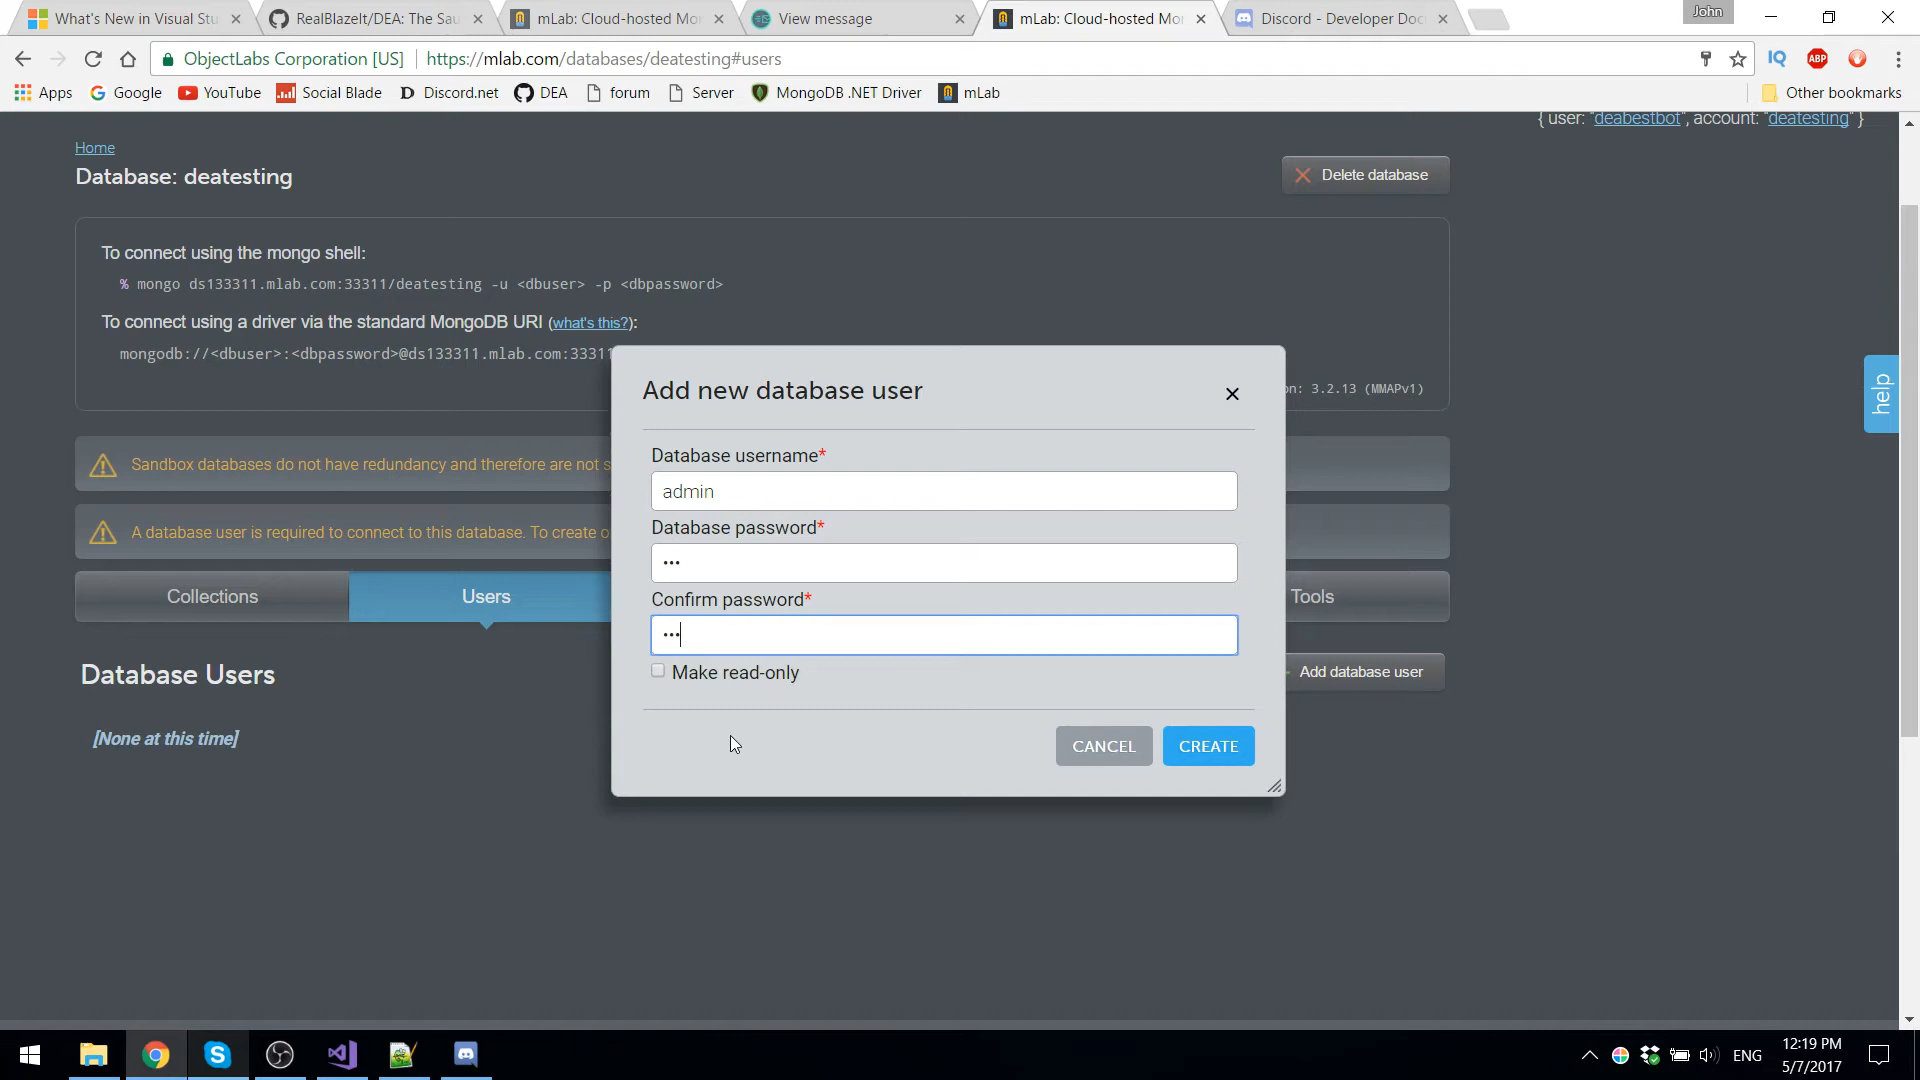 What's New in Visual Stu
RealBlazeIt/DEA: The Sau
mLab: Cloud-hosted Mon
View message
mLab: Cloud-hosted Mon
Discord - Developer Doc
John
ObjectLabs Corporation [US]
https://mlab.com/databases/deatesting#users
IQ
ABP
Apps
Google
YouTube
Social Blade
Discord.net
DEA
forum
Server
MongoDB .NET Driver
mLab
Other bookmarks
{ user: "deabestbot", account: "deatesting" }
Home
Database: deatesting
Delete database
To connect using the mongo shell:
% mongo ds133311.mlab.com:33311/deatesting -u <dbuser> -p <dbpassword>
To connect using a driver via the standard MongoDB URI (what's this?):
mongodb://<dbuser>:<dbpassword>@ds133311.mlab.com:33311
on: 3.2.13 (MMAPv1)
Sandbox databases do not have redundancy and therefore are not s
A database user is required to connect to this database. To create o
Collections
Users
Tools
Database Users
Add database user
[None at this time]
Add new database user
Database username*
admin
Database password*
•••
Confirm password*
•••
Make read-only
CANCEL
CREATE
help
ENG
12:19 PM
5/7/2017